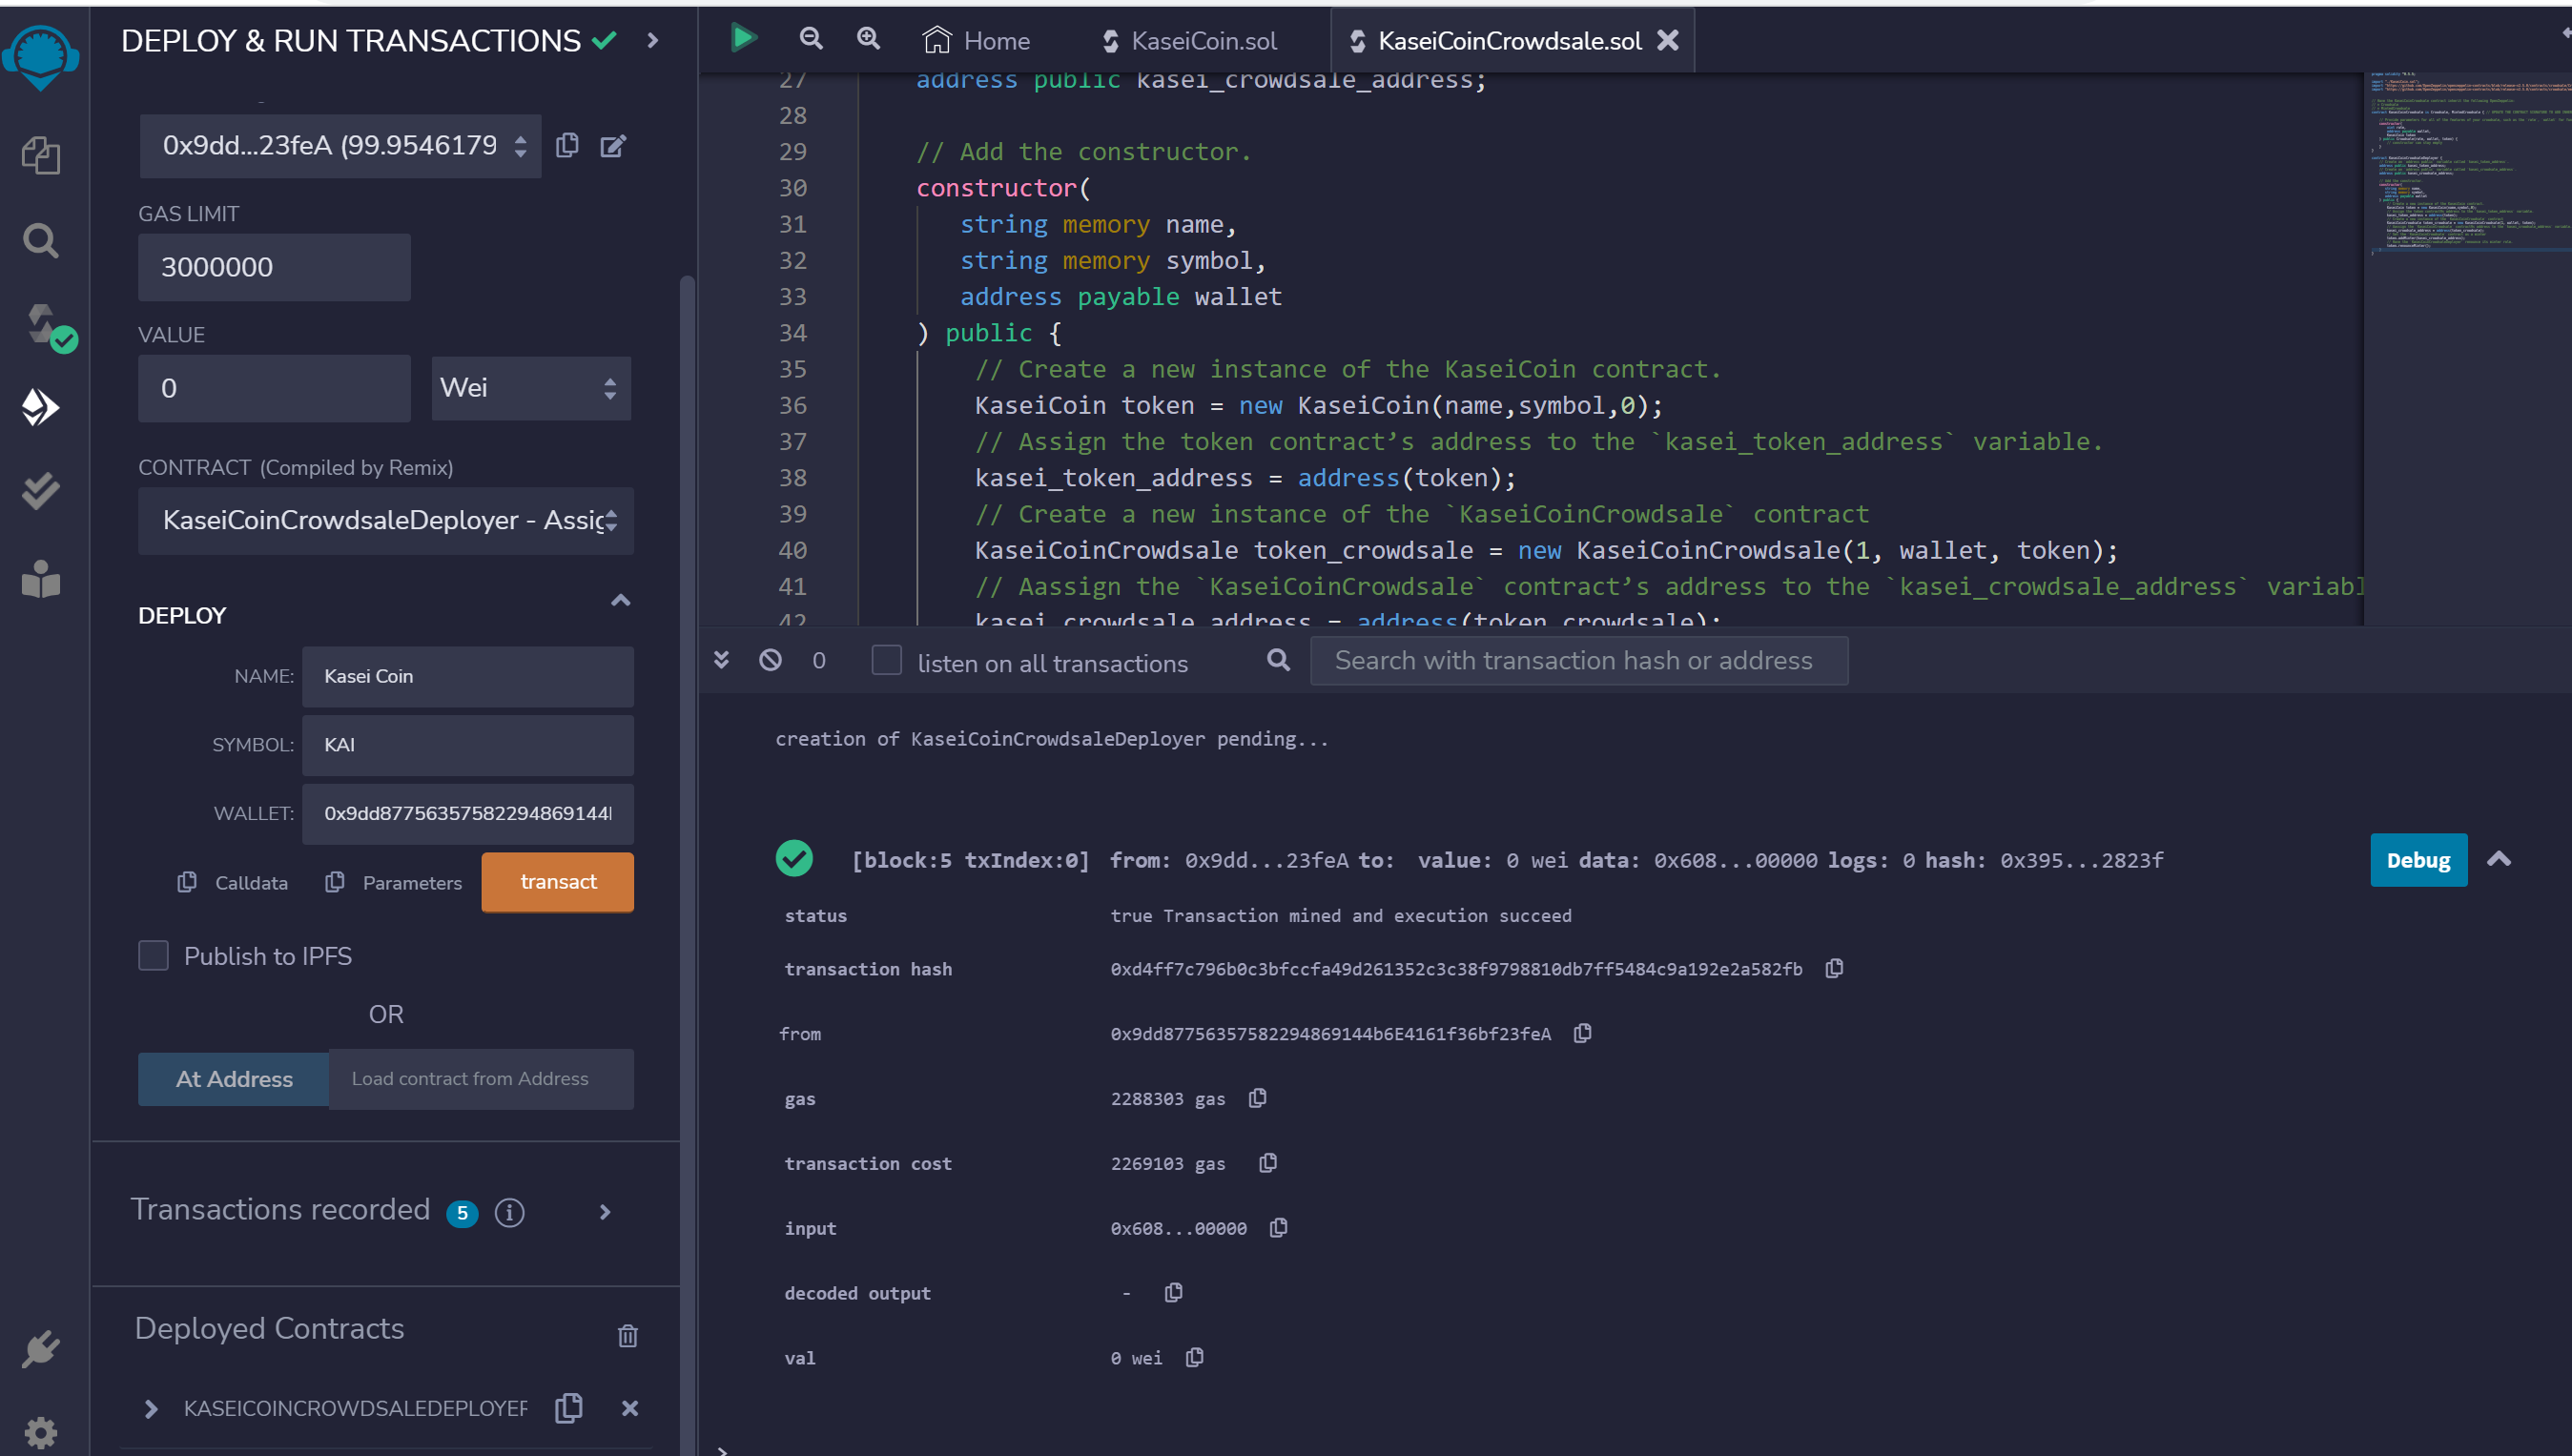 DEPLOY & RUN TRANSACTIONS
0x9dd...23feA (99.9546179
GAS LIMIT
3000000
VALUE
0
Wei
CONTRACT (Compiled by Remix)
KaseiCoinCrowdsaleDeployer - Assig
DEPLOY
NAME: Kasei Coin
SYMBOL: KAI
WALLET: 0x9dd87756357582294869144
Calldata Parameters transact
Publish to IPFS
OR
At Address Load contract from Address
Transactions recorded 5 i
Deployed Contracts
KASEICOINCROWDSALEDEPLOYER
Home KaseiCoin.sol KaseiCoinCrowdsale.sol
27 address public kasei_crowdsale_address;
28
29 // Add the constructor.
30 constructor(
31 string memory name,
32 string memory symbol,
33 address payable wallet
34 ) public {
35 // Create a new instance of the KaseiCoin contract.
36 KaseiCoin token = new KaseiCoin(name,symbol,0);
37 // Assign the token contract’s address to the `kasei_token_address` variable.
38 kasei_token_address = address(token);
39 // Create a new instance of the `KaseiCoinCrowdsale` contract
40 KaseiCoinCrowdsale token_crowdsale = new KaseiCoinCrowdsale(1, wallet, token);
41 // Aassign the `KaseiCoinCrowdsale` contract’s address to the `kasei_crowdsale_address` variabl
42 kasei_crowdsale_address = address(token_crowdsale);
0 listen on all transactions Search with transaction hash or address
creation of KaseiCoinCrowdsaleDeployer pending...
[block:5 txIndex:0] from: 0x9dd...23feA to: value: 0 wei data: 0x608...00000 logs: 0 hash: 0x395...2823f Debug
status true Transaction mined and execution succeed
transaction hash 0xd4ff7c796b0c3bfccfa49d261352c3c38f9798810db7ff5484c9a192e2a582fb
from 0x9dd87756357582294869144b6E4161f36bf23feA
gas 2288303 gas
transaction cost 2269103 gas
input 0x608...00000
decoded output -
val 0 wei
>